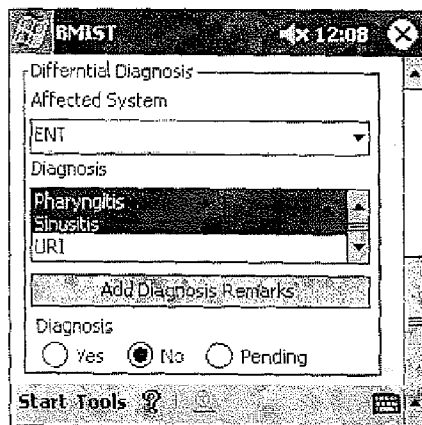 BMIST 12:08
Differntial Diagnosis
Affected System
ENT
Diagnosis
Pharyngitis
Sinusitis
URI
Add Diagnosis Remarks
Diagnosis
Yes No Pending
Start Tools ?